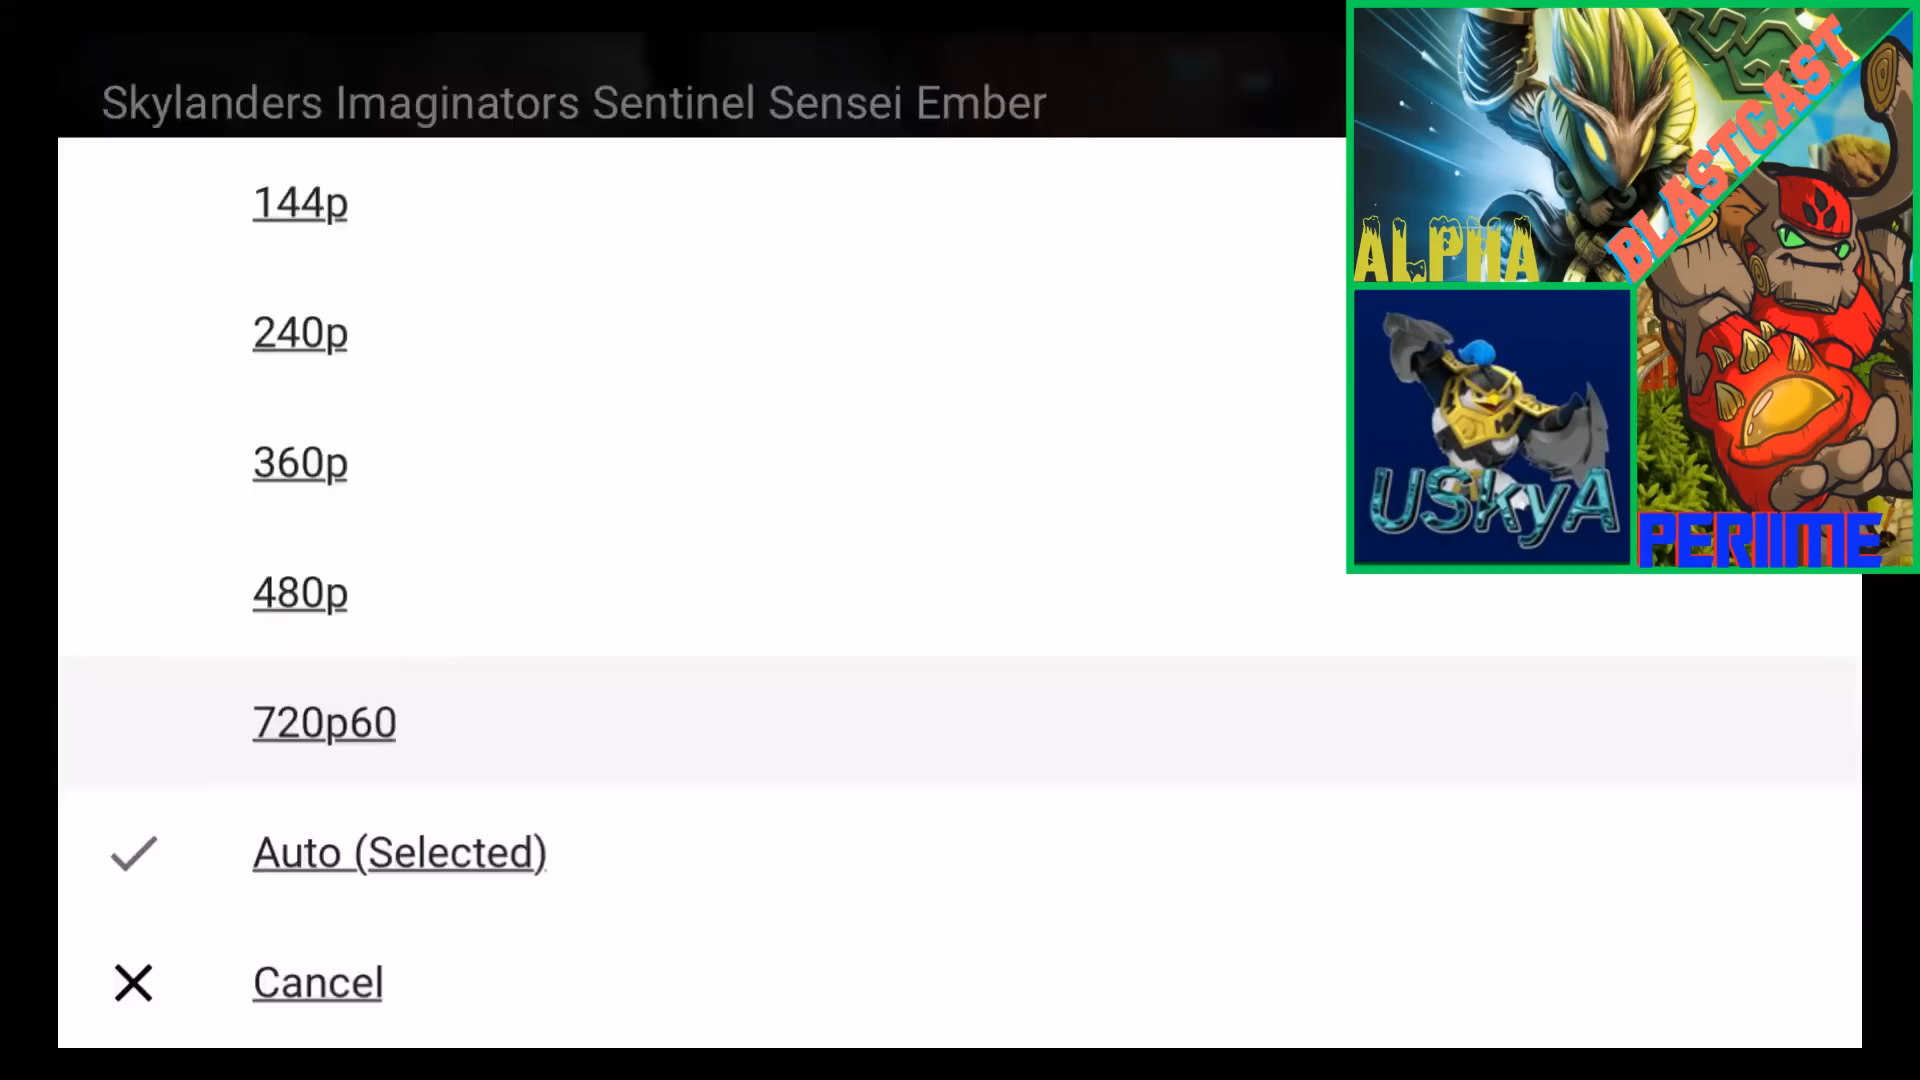 Skylanders Imaginators Sentinel Sensei Ember
144p
240p
360p
480p
720p60
Auto (Selected)
Cancel
ALPHA
BLASTCAST
USkyA
PERIIME